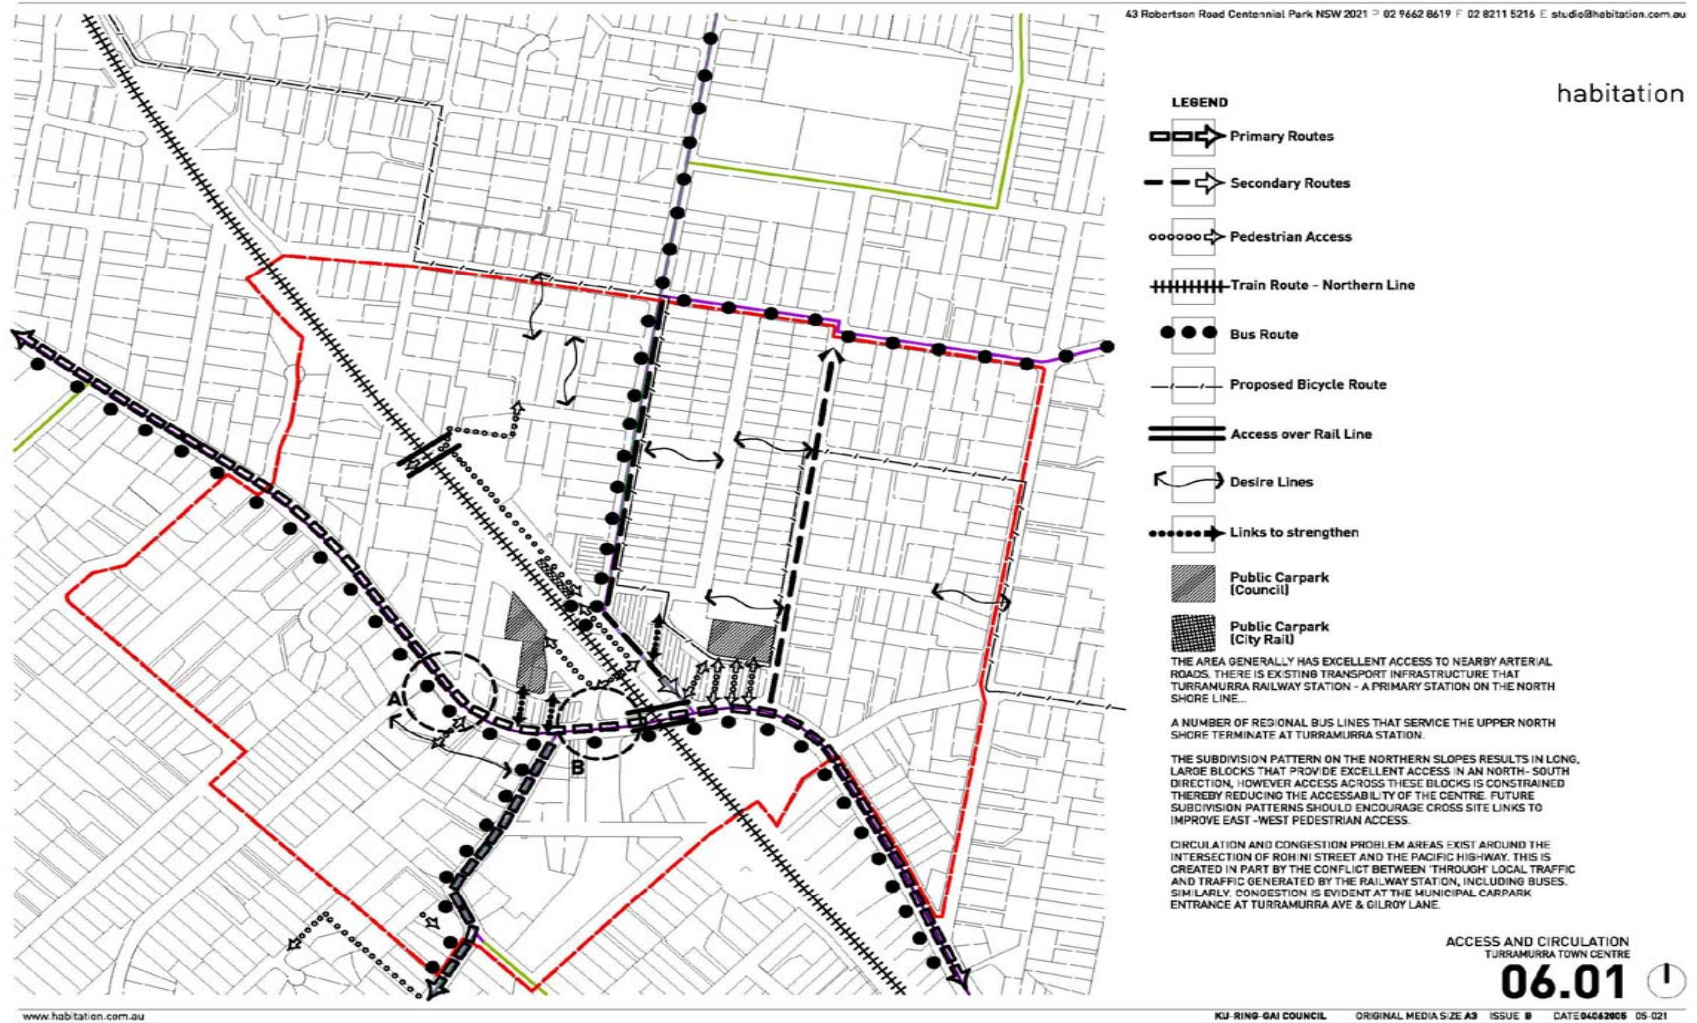 43 Robertson Road Centennial Park NSW 2021 P 02 9662 8619 F 02 8211 5216 E studio@habitation.com.au
habitation
LEGEND
Primary Routes
Secondary Routes
Pedestrian Access
Train Route - Northern Line
Bus Route
Proposed Bicycle Route
Access over Rail Line
Desire Lines
Links to strengthen
Public Carpark
(Council)
Public Carpark
(City Rail)
THE AREA GENERALLY HAS EXCELLENT ACCESS TO NEARBY ARTERIAL
ROADS. THERE IS EXISTING TRANSPORT INFRASTRUCTURE THAT
TURRAMURRA RAILWAY STATION - A PRIMARY STATION ON THE NORTH
SHORE LINE...
A NUMBER OF REGIONAL BUS LINES THAT SERVICE THE UPPER NORTH
SHORE TERMINATE AT TURRAMURRA STATION.
THE SUBDIVISION PATTERN ON THE NORTHERN SLOPES RESULTS IN LONG,
LARGE BLOCKS THAT PROVIDE EXCELLENT ACCESS IN AN NORTH- SOUTH
DIRECTION, HOWEVER ACCESS ACROSS THESE BLOCKS IS CONSTRAINED
THEREBY REDUCING THE ACCESSABILITY OF THE CENTRE. FUTURE
SUBDIVISION PATTERNS SHOULD ENCOURAGE CROSS SITE LINKS TO
IMPROVE EAST -WEST PEDESTRIAN ACCESS.
CIRCULATION AND CONGESTION PROBLEM AREAS EXIST AROUND THE
INTERSECTION OF ROHINI STREET AND THE PACIFIC HIGHWAY. THIS IS
CREATED IN PART BY THE CONFLICT BETWEEN 'THROUGH' LOCAL TRAFFIC
AND TRAFFIC GENERATED BY THE RAILWAY STATION, INCLUDING BUSES.
SIMILARLY, CONGESTION IS EVIDENT AT THE MUNICIPAL CARPARK
ENTRANCE AT TURRAMURRA AVE & GILROY LANE.
A
B
ACCESS AND CIRCULATION
TURRAMURRA TOWN CENTRE
06.01
www.habitation.com.au
KU-RING-GAI COUNCIL ORIGINAL MEDIA SIZE A3 ISSUE B DATE 04062005 05-021